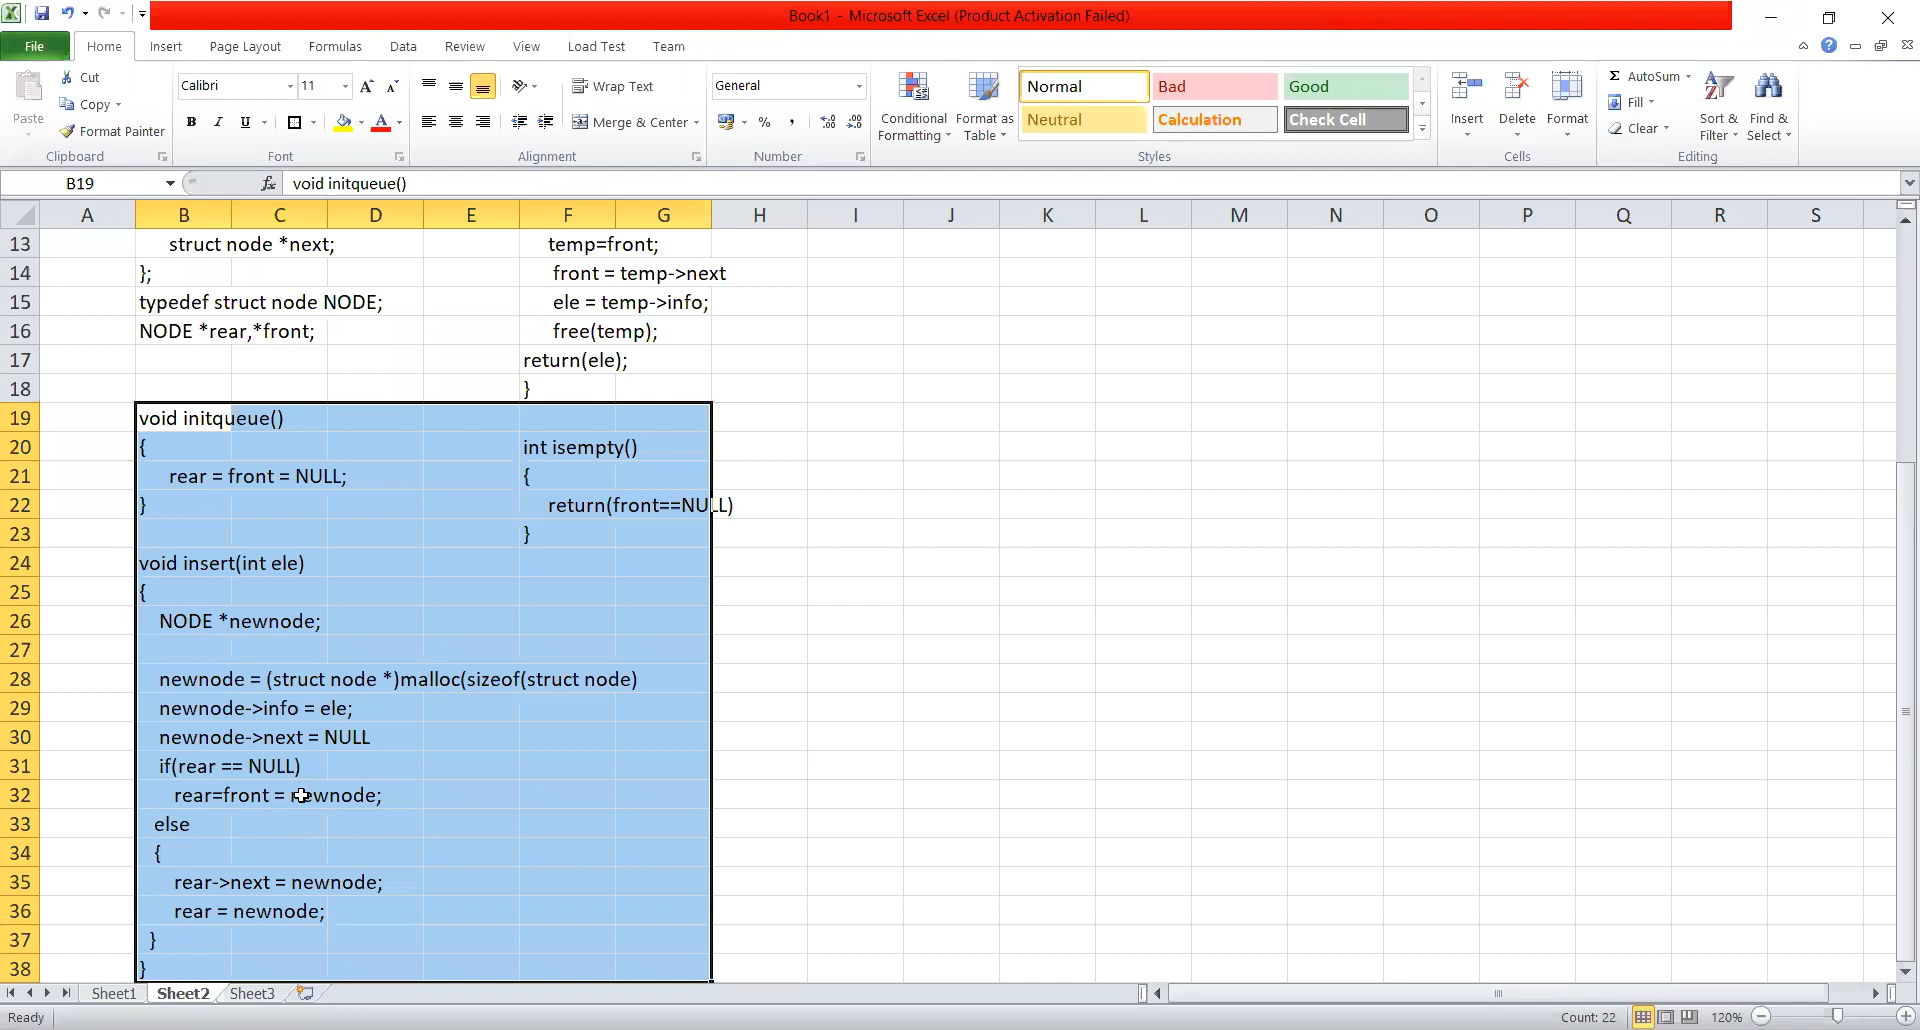 Book1 - Microsoft Excel (Product Activation Failed)
File Home Insert Page Layout Formulas Data Review View Load Test Team
Paste
Cut
Copy
Format Painter
Clipboard
Calibri 11
B I U A
Font
Wrap Text
Merge & Center
Alignment
General
% ,
Number
Conditional Formatting
Format as Table
Normal Bad Good
Neutral Calculation Check Cell
Styles
Insert Delete Format
Cells
Σ AutoSum
Fill
Clear
Sort & Filter
Find & Select
Editing
B19 fx void initqueue()
A B C D E F G H I J K L M N O P Q R S
13 struct node *next; temp=front;
14 }; front = temp->next
15 typedef struct node NODE; ele = temp->info;
16 NODE *rear,*front; free(temp);
17 return(ele);
18 }
19 void initqueue()
20 { int isempty()
21 rear = front = NULL; {
22 } return(front==NULL)
23 }
24 void insert(int ele)
25 {
26 NODE *newnode;
27
28 newnode = (struct node *)malloc(sizeof(struct node)
29 newnode->info = ele;
30 newnode->next = NULL
31 if(rear == NULL)
32 rear=front = newnode;
33 else
34 {
35 rear->next = newnode;
36 rear = newnode;
37 }
38 }
Sheet1 Sheet2 Sheet3
Ready Count: 22 120%